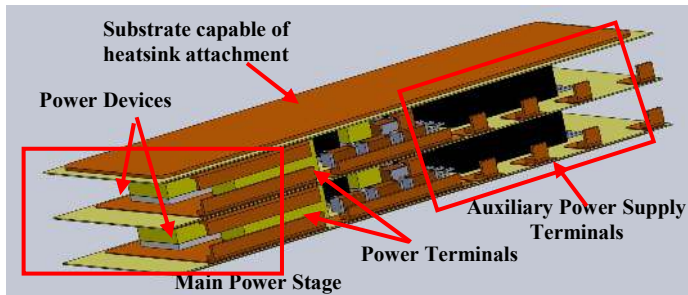 Substrate capable of
heatsink attachment
Power Devices
Auxiliary Power Supply
Terminals
Power Terminals
Main Power Stage